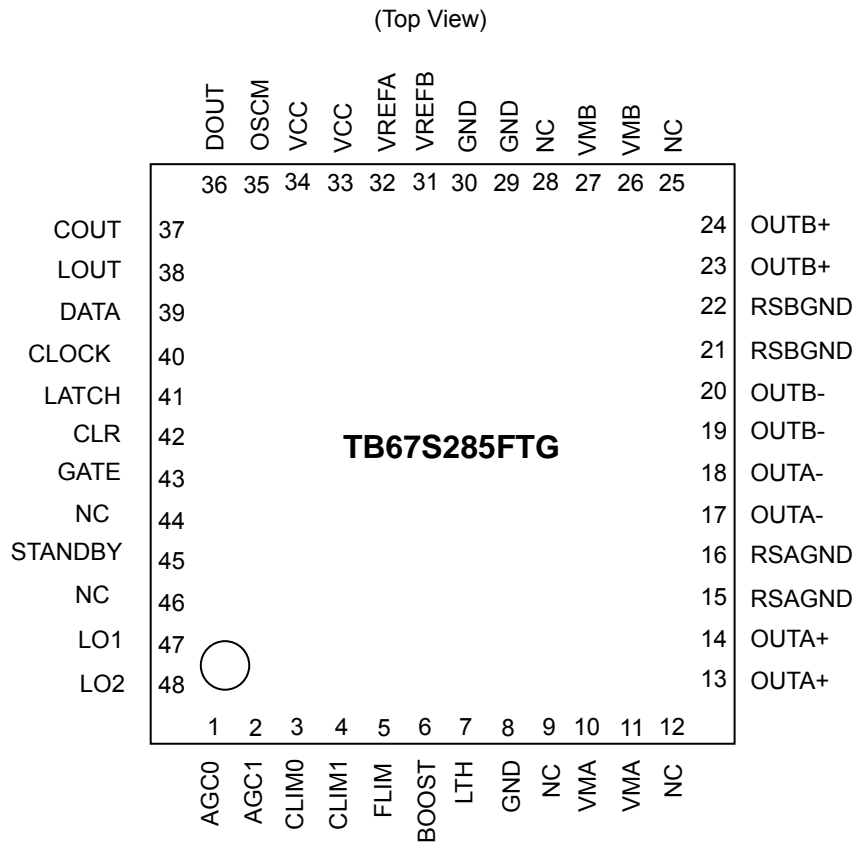 (Top View)
DOUT
OSCM
VCC
VCC
VREFA
VREFB
GND
GND
NC
VMB
VMB
NC
36 35 34 33 32 31 30 29 28 27 26 25
COUT 37
LOUT 38
DATA 39
CLOCK 40
LATCH 41
CLR 42
GATE 43
NC 44
STANDBY 45
NC 46
LO1 47
LO2 48
TB67S285FTG
24 OUTB+
23 OUTB+
22 RSBGND
21 RSBGND
20 OUTB-
19 OUTB-
18 OUTA-
17 OUTA-
16 RSAGND
15 RSAGND
14 OUTA+
13 OUTA+
1 2 3 4 5 6 7 8 9 10 11 12
AGC0
AGC1
CLIM0
CLIM1
FLIM
BOOST
LTH
GND
NC
VMA
VMA
NC